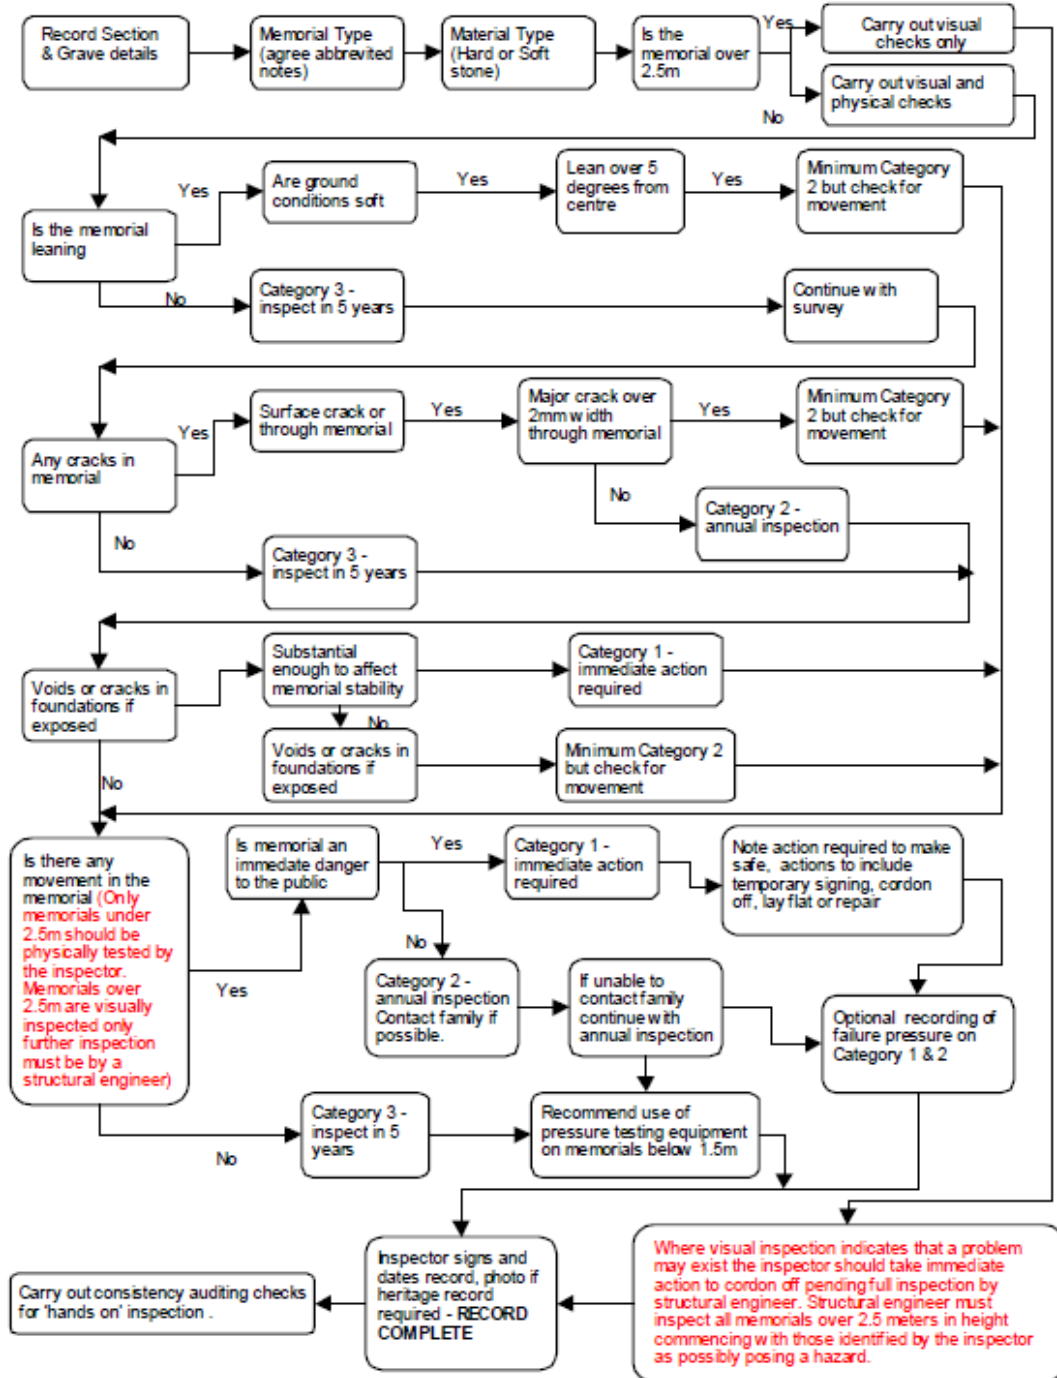 Record Section
& Grave details
Memorial Type
(agree abbrevited
notes)
Material Type
(Hard or Soft
stone)
Is the
memorial over
2.5m
Yes
Carry out visual
checks only
Carry out visual and
physical checks
No
Is the memorial
leaning
Yes
Are ground
conditions soft
Yes
Lean over 5
degrees from
centre
Yes
Minimum Category
2 but check for
movement
No
Category 3 -
inspect in 5 years
Continue with
survey
Any cracks in
memorial
Yes
Surface crack or
through memorial
Yes
Major crack over
2mm width
through memorial
Yes
Minimum Category
2 but check for
movement
No
Category 2 -
annual inspection
No
Category 3 -
inspect in 5 years
Voids or cracks in
foundations if
exposed
Substantial
enough to affect
memorial stability
Category 1 -
immediate action
required
No
Voids or cracks in
foundations if
exposed
Minimum Category 2
but check for
movement
No
Is there any
movement in the
memorial (Only
memorials under
2.5m should be
physically tested by
the inspector.
Memorials over
2.5m are visually
inspected only
further inspection
must be by a
structural engineer)
Yes
Is memorial an
immedate danger
to the public
Yes
Category 1 -
immediate action
required
Note action required to make
safe, actions to include
temporary signing, cordon
off, lay flat or repair
No
Category 2 -
annual inspection
Contact family if
possible.
If unable to
contact family
continue with
annual inspection
Optional recording of
failure pressure on
Category 1 & 2
No
Category 3 -
inspect in 5
years
Recommend use of
pressure testing equipment
on memorials below 1.5m
Where visual inspection indicates that a problem
may exist the inspector should take immediate
action to cordon off pending full inspection by
structural engineer. Structural engineer must
inspect all memorials over 2.5 meters in height
commencing with those identified by the inspector
as possibly posing a hazard.
Inspector signs and
dates record, photo if
heritage record
required - RECORD
COMPLETE
Carry out consistency auditing checks
for 'hands on' inspection .